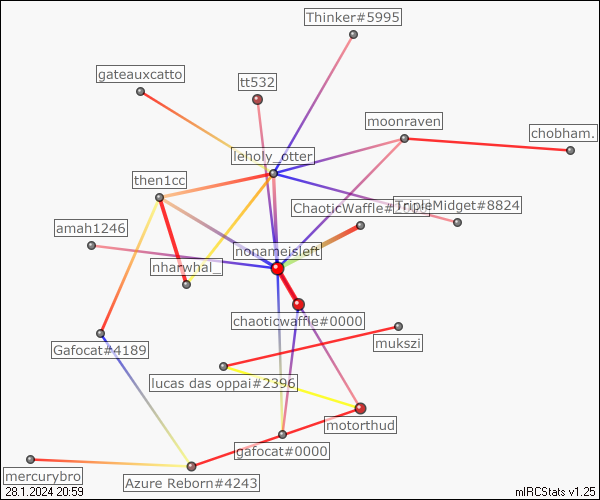 Thinker#5995
gateauxcatto
tt532
moonraven
chobham.
leholy_otter
then1cc
ChaoticWaffle#
TripleMidget#8824
amah1246
nonameisleft
nharwhal_
chaoticwaffle#0000
mukszi
Gafocat#4189
lucas das oppai#2396
motorthud
gafocat#0000
mercurybro
Azure Reborn#4243
28.1.2024 20:59
mIRCStats v1.25